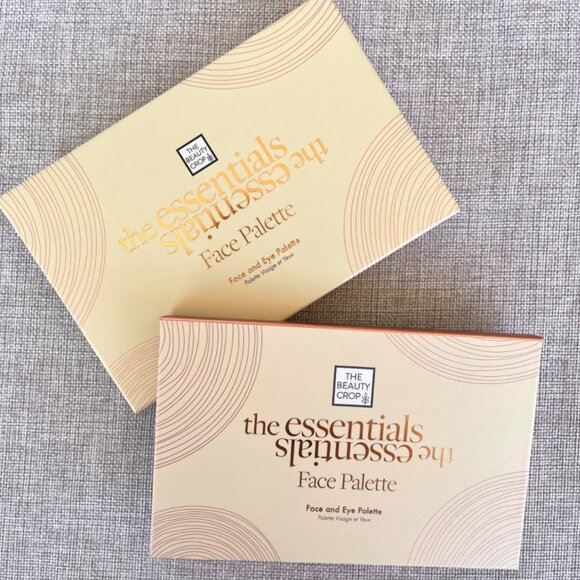 THE
BEAUTY
CROP
the essentials
the essentials
Face Palette
Face and Eye Palette
Palette Visage et Yeux
THE
BEAUTY
CROP
the essentials
the essentials
Face Palette
Face and Eye Palette
Palette Visage et Yeux